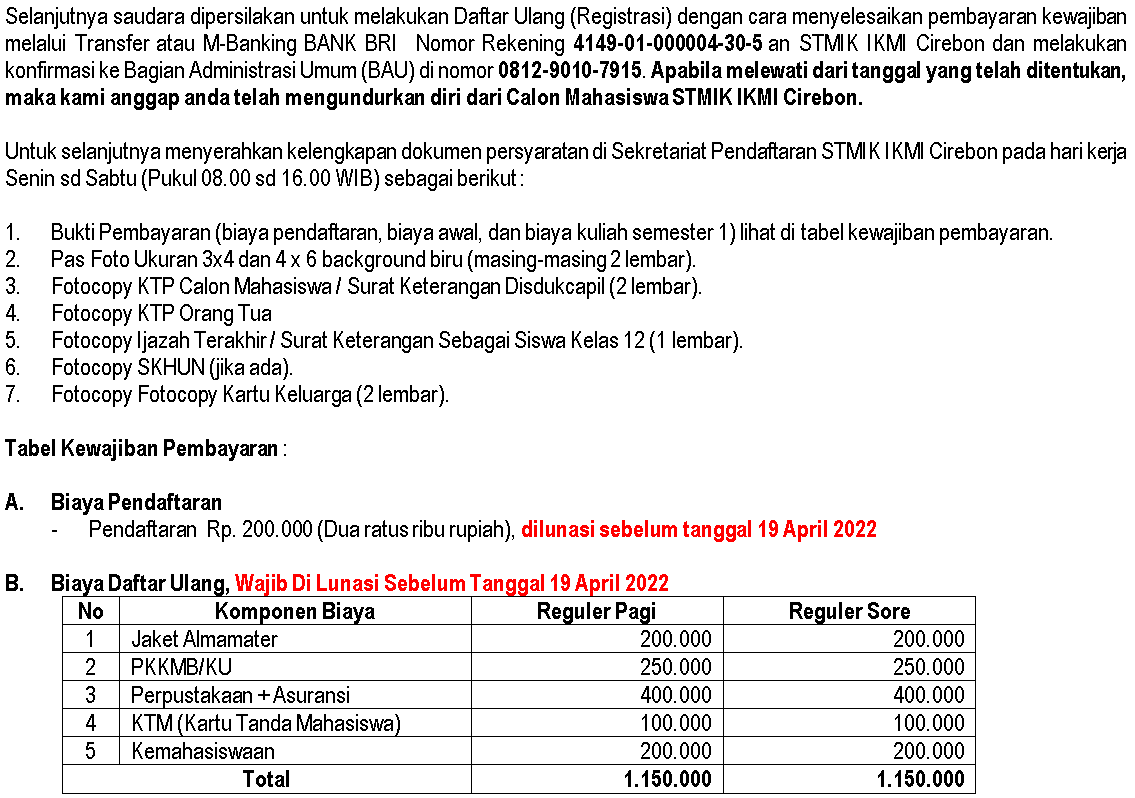 Selanjutnya saudara dipersilakan untuk melakukan Daftar Ulang (Registrasi) dengan cara menyelesaikan pembayaran kewajiban
melalui Transfer atau M-Banking BANK BRI Nomor Rekening 4149-01-000004-30-5 an STMIK IKMI Cirebon dan melakukan
konfirmasi ke Bagian Administrasi Umum (BAU) di nomor 0812-9010-7915. Apabila melewati dari tanggal yang telah ditentukan,
maka kami anggap anda telah mengundurkan diri dari Calon Mahasiswa STMIK IKMI Cirebon.
Untuk selanjutnya menyerahkan kelengkapan dokumen persyaratan di Sekretariat Pendaftaran STMIK IKMI Cirebon pada hari kerja
Senin sd Sabtu (Pukul 08.00 sd 16.00 WIB) sebagai berikut :
1. Bukti Pembayaran (biaya pendaftaran, biaya awal, dan biaya kuliah semester 1) lihat di tabel kewajiban pembayaran.
2. Pas Foto Ukuran 3x4 dan 4 x 6 background biru (masing-masing 2 lembar).
3. Fotocopy KTP Calon Mahasiswa / Surat Keterangan Disdukcapil (2 lembar).
4. Fotocopy KTP Orang Tua
5. Fotocopy Ijazah Terakhir / Surat Keterangan Sebagai Siswa Kelas 12 (1 lembar).
6. Fotocopy SKHUN (jika ada).
7. Fotocopy Fotocopy Kartu Keluarga (2 lembar).
Tabel Kewajiban Pembayaran :
A. Biaya Pendaftaran
- Pendaftaran Rp. 200.000 (Dua ratus ribu rupiah), dilunasi sebelum tanggal 19 April 2022
B. Biaya Daftar Ulang, Wajib Di Lunasi Sebelum Tanggal 19 April 2022
No Komponen Biaya Reguler Pagi Reguler Sore
1 Jaket Almamater 200.000 200.000
2 PKKMB/KU 250.000 250.000
3 Perpustakaan + Asuransi 400.000 400.000
4 KTM (Kartu Tanda Mahasiswa) 100.000 100.000
5 Kemahasiswaan 200.000 200.000
Total 1.150.000 1.150.000